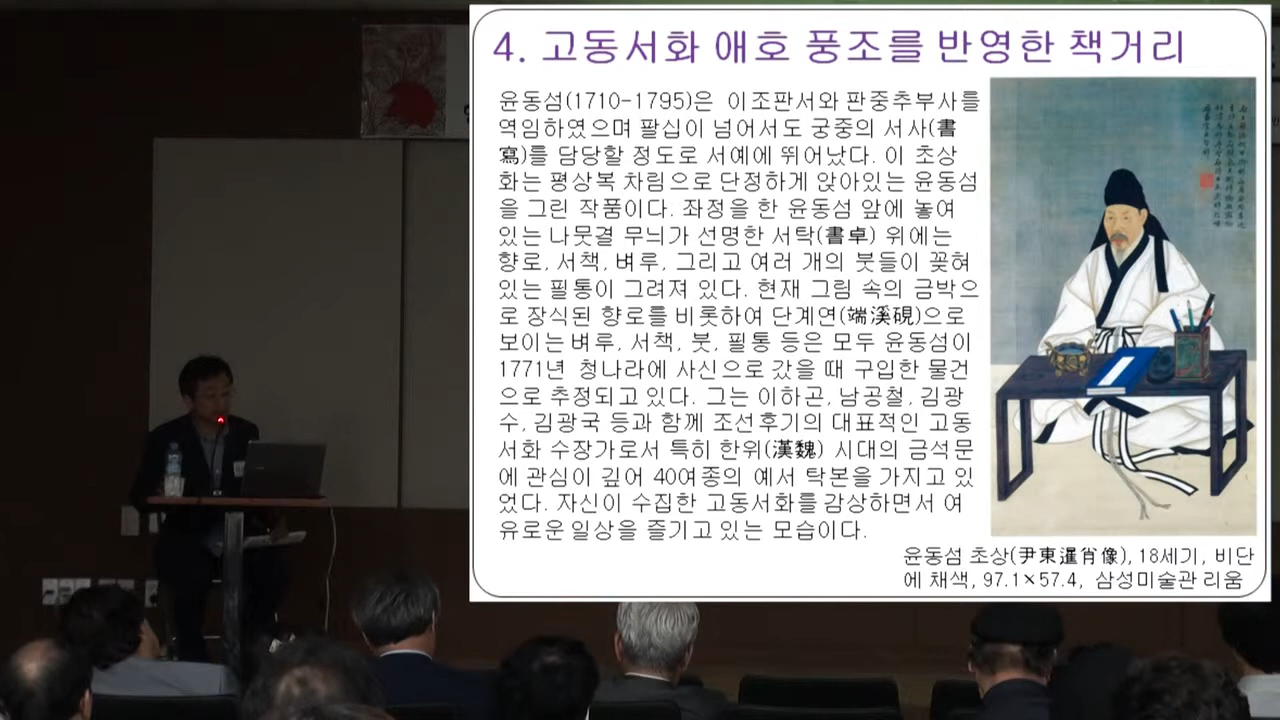 4. 고동서화 애호 풍조를 반영한 책거리
윤동섬(1710-1795)은 이조판서와 판중추부사를
역임하였으며 팔십이 넘어서도 궁중의 서사(書
寫)를 담당할 정도로 서예에 뛰어났다. 이 초상
화는 평상복 차림으로 단정하게 앉아있는 윤동섬
을 그린 작품이다. 좌정을 한 윤동섬 앞에 놓여
있는 나뭇결 무늬가 선명한 서탁(書卓) 위에는
향로, 서책, 벼루, 그리고 여러 개의 붓들이 꽂혀
있는 필통이 그려져 있다. 현재 그림 속의 금박으
로 장식된 향로를 비롯하여 단계연(端溪硯)으로
보이는 벼루, 서책, 붓, 필통 등은 모두 윤동섬이
1771년 청나라에 사신으로 갔을 때 구입한 물건
으로 추정되고 있다. 그는 이하곤, 남공철, 김광
수, 김광국 등과 함께 조선후기의 대표적인 고동
서화 수장가로서 특히 한위(漢魏) 시대의 금석문
에 관심이 깊어 40여종의 예서 탁본을 가지고 있
었다. 자신이 수집한 고동서화를 감상하면서 여
유로운 일상을 즐기고 있는 모습이다.
윤동섬 초상(尹東暹肖像), 18세기, 비단
에 채색, 97.1×57.4, 삼성미술관 리움